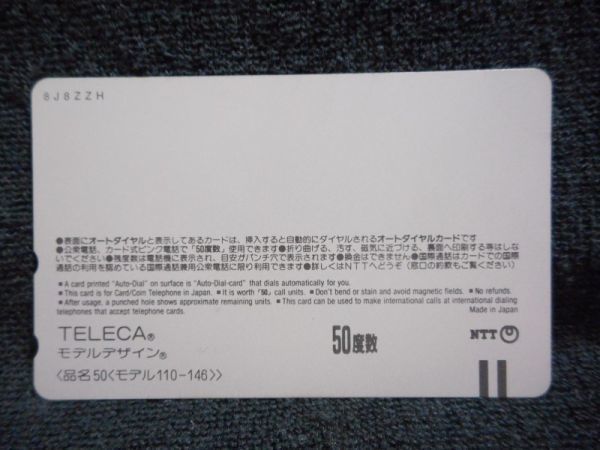 8J8ZZH
●表面にオートダイヤルと表示してあるカードは、挿入すると自動的にダイヤルされるオートダイヤルカードです
●公衆電話、カード式ピンク電話で「50度数」使用できます●折り曲げる、汚す、磁気に近づける、裏面へ印刷する等はしな
いでください●残度数は電話機に表示され、目安がパンチ穴で表示されます●換金はできません●国際通話はカードでの国際
通話の利用を認めている国際通話兼用公衆電話に限り利用できます●詳しくはNTTへどうぞ（窓口の約款もご覧ください）
■ A card printed "Auto-Dial" on surface is "Auto-Dial-card" that dials automatically for you.
■ This card is for Card/Coin Telephone in Japan. ■ It is worth「50」call units. ■ Don't bend or stain and avoid magnetic fields. ■ No refunds.
■ After usage, a punched hole shows approximate remaining units. ■ This card can be used to make international calls at international dialing
telephones that accept telephone cards.
Made in Japan
TELECA®
モデルデザイン®
50度数
NTT
〈品名50〈モデル110-146〉〉